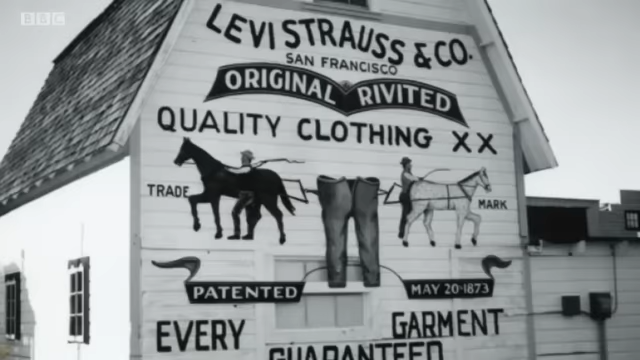 BBC
LEVI STRAUSS & CO.
SAN FRANCISCO
ORIGINAL RIVITED
QUALITY CLOTHING XX
TRADE MARK
PATENTED MAY 20·1873
EVERY GARMENT
GUARANTEED